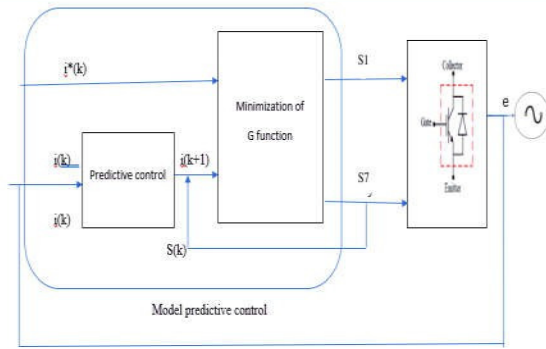 i*(k)
S1
Minimization of
G function
Collector
Gate
Emitter
e
i(k)
Predictive control
i(k+1)
i(k)
S7
S(k)
Model predictive control